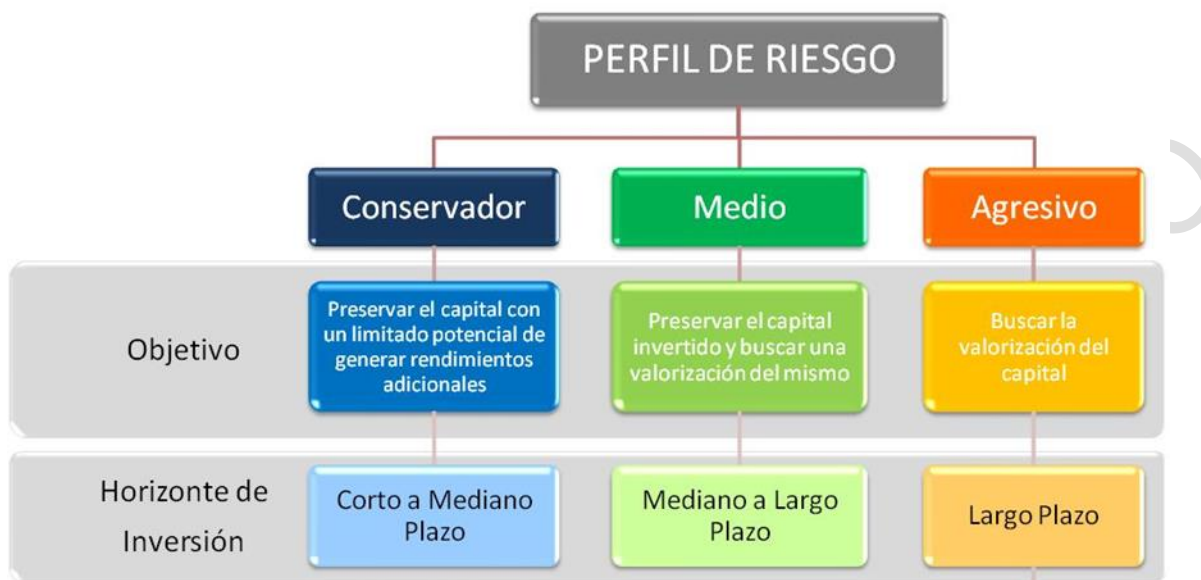 PERFIL DE RIESGO
Conservador
Medio
Agresivo
Objetivo
Preservar el capital con
un limitado potencial de
generar rendimientos
adicionales
Preservar el capital
invertido y buscar una
valorización del mismo
Buscar la
valorización del
capital
Horizonte de
Inversión
Corto a Mediano
Plazo
Mediano a Largo
Plazo
Largo Plazo